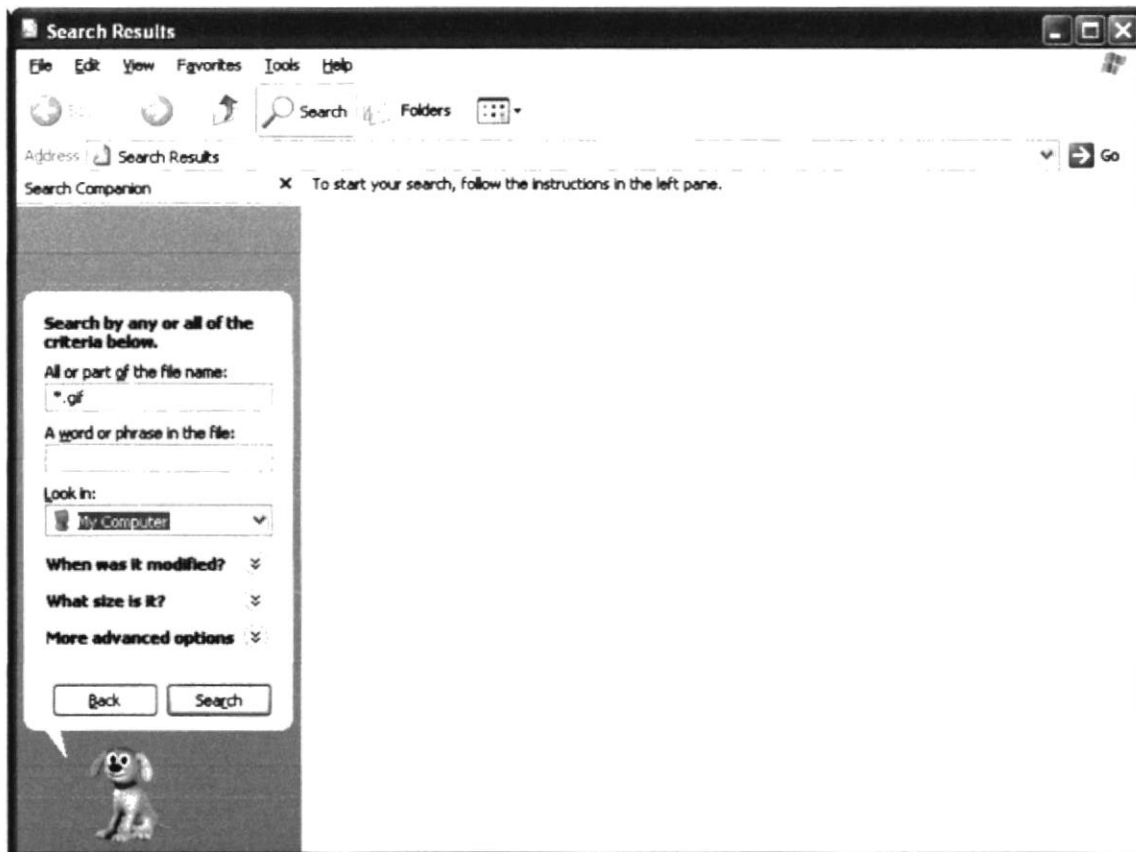 Search Results
File Edit View Favorites Tools Help
Search Folders
Address Search Results Go
Search Companion
To start your search, follow the instructions in the left pane.
Search by any or all of the
criteria below.
All or part of the file name:
*.gif
A word or phrase in the file:
Look in:
My Computer
When was it modified?
What size is it?
More advanced options
Back Search